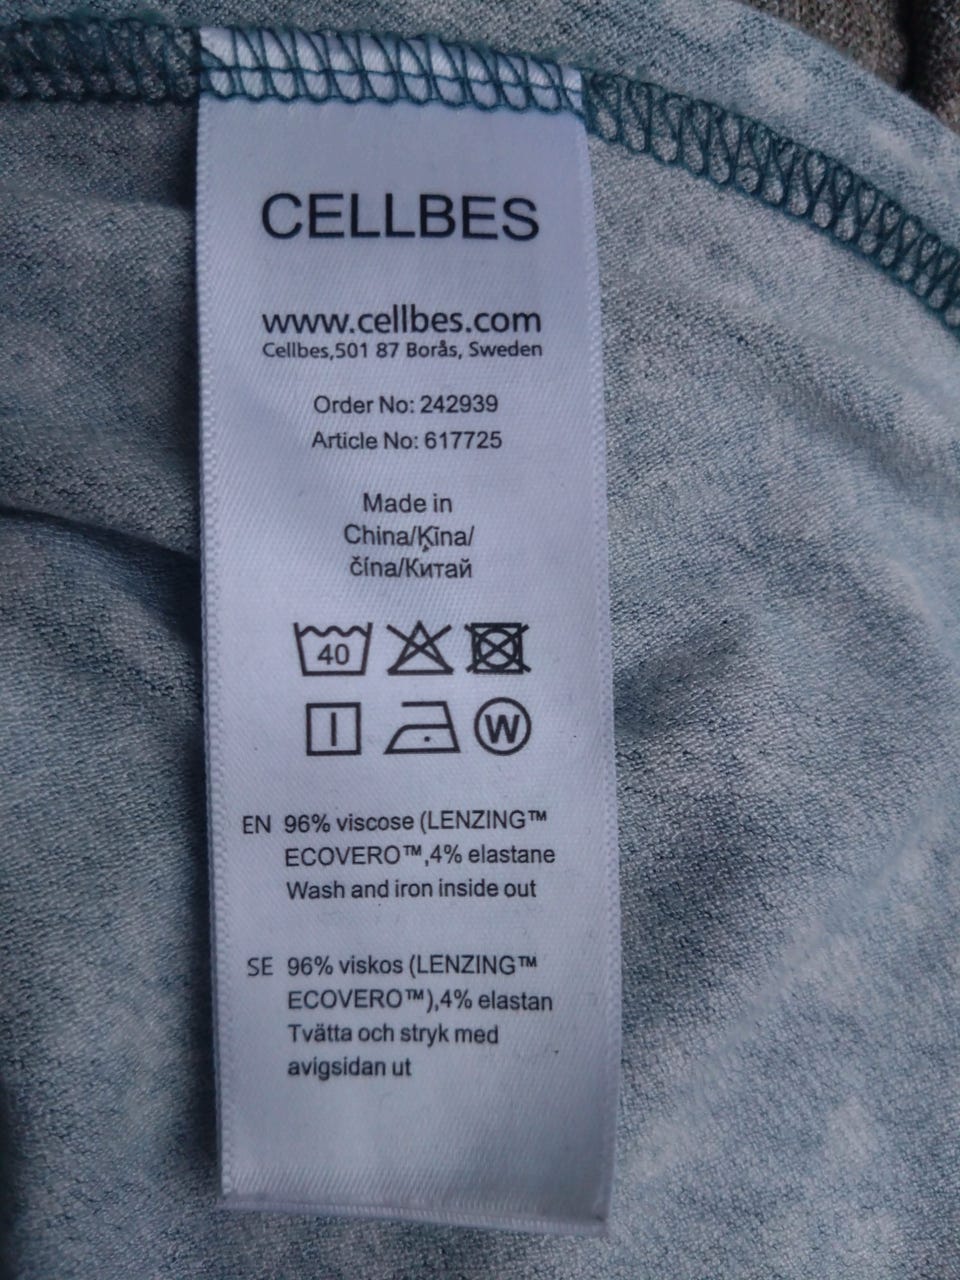 CELLBES
www.cellbes.com
Cellbes,501 87 Borås, Sweden
Order No: 242939
Article No: 617725
Made in
China/Ķīna/
čína/Китай
40
W
EN 96% viscose (LENZING™
ECOVERO™,4% elastane
Wash and iron inside out
SE 96% viskos (LENZING™
ECOVERO™),4% elastan
Tvätta och stryk med
avigsidan ut